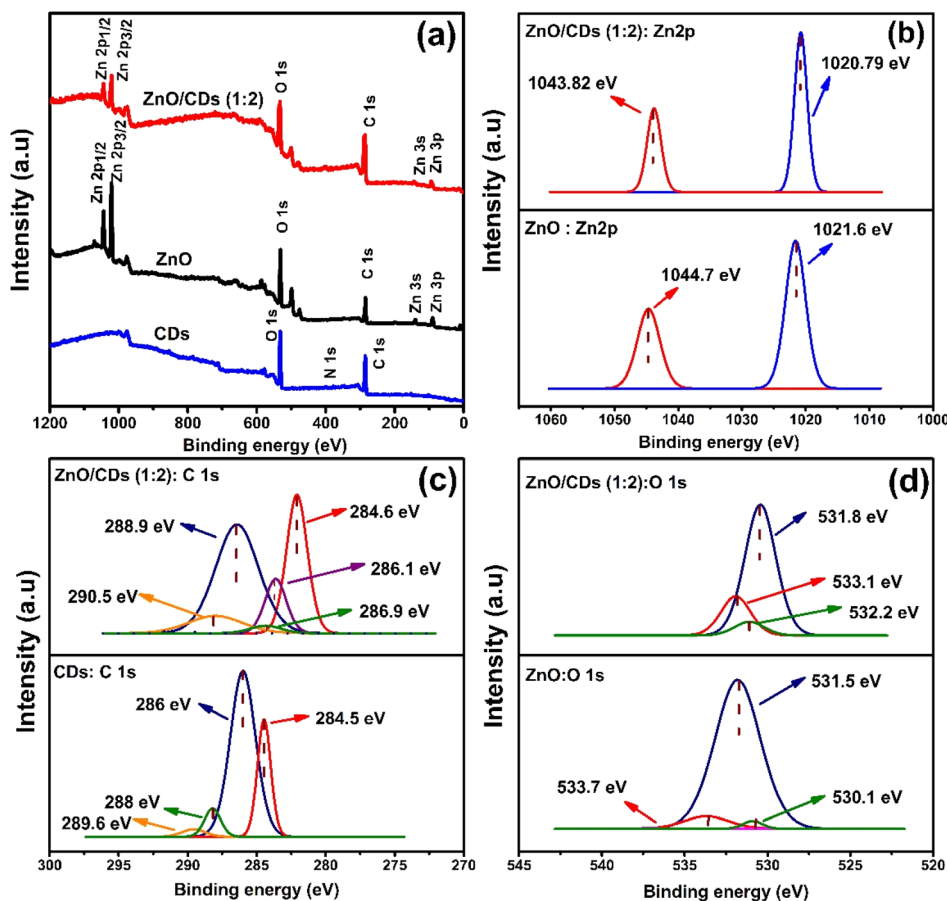 (a)
Zn 2p1/2
Zn 2p3/2
ZnO/CDs (1:2)
O 1s
C 1s
Zn 3s
Zn 3p
Zn 2p1/2
Zn 2p3/2
ZnO
O 1s
C 1s
Zn 3s
Zn 3p
CDs
O 1s
N 1s
C 1s
Intensity (a.u)
1200 1000 800 600 400 200 0
Binding energy (eV)
(b)
ZnO/CDs (1:2): Zn2p
1043.82 eV
1020.79 eV
ZnO : Zn2p
1044.7 eV
1021.6 eV
Intensity (a.u)
1060 1050 1040 1030 1020 1010 1000
Binding energy (eV)
ZnO/CDs (1:2): C 1s
(c)
288.9 eV
284.6 eV
286.1 eV
290.5 eV
286.9 eV
CDs: C 1s
286 eV
284.5 eV
288 eV
289.6 eV
Intensity (a.u)
300 295 290 285 280 275 270
Binding energy (eV)
ZnO/CDs (1:2):O 1s
(d)
531.8 eV
533.1 eV
532.2 eV
ZnO:O 1s
531.5 eV
533.7 eV
530.1 eV
Intensity (a.u)
545 540 535 530 525 520
Binding energy (eV)